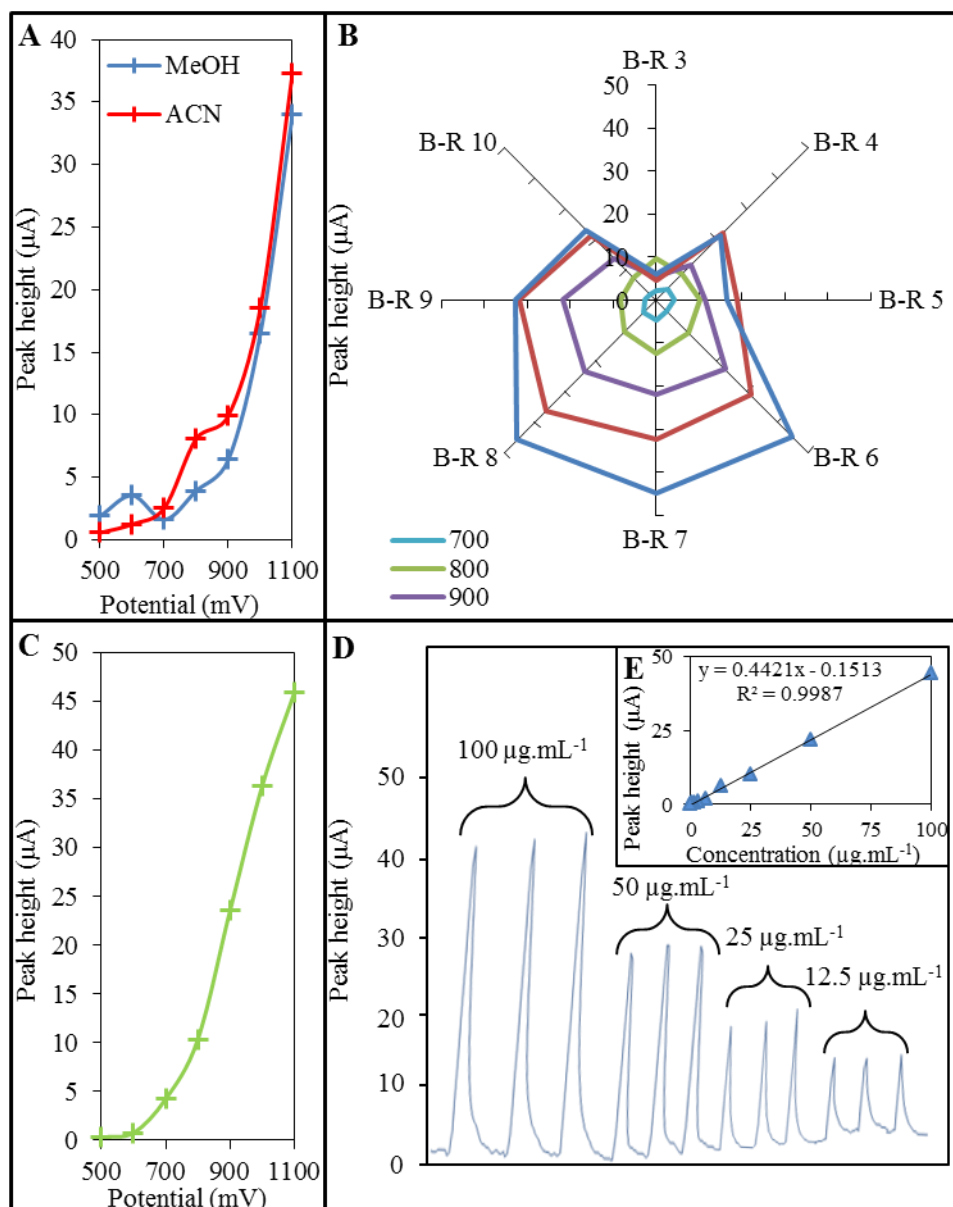 A
40
35
30
25
20
15
10
5
0
MeOH
ACN
Peak height (µA)
500 700 900 1100
Potential (mV)
B
B-R 3
B-R 4
B-R 5
B-R 6
B-R 7
B-R 8
B-R 9
B-R 10
50
40
30
20
10
0
Peak height (µA)
700
800
900
C
50
45
40
35
30
25
20
15
10
5
0
Peak height (µA)
500 700 900 1100
Potential (mV)
D
50
40
30
20
10
0
Peak height (µA)
100 µg.mL-1
50 µg.mL-1
25 µg.mL-1
12.5 µg.mL-1
E
y = 0.4421x - 0.1513
R² = 0.9987
50
25
0
Peak height (µA)
0 25 50 75 100
Concentration (µg.mL-1)